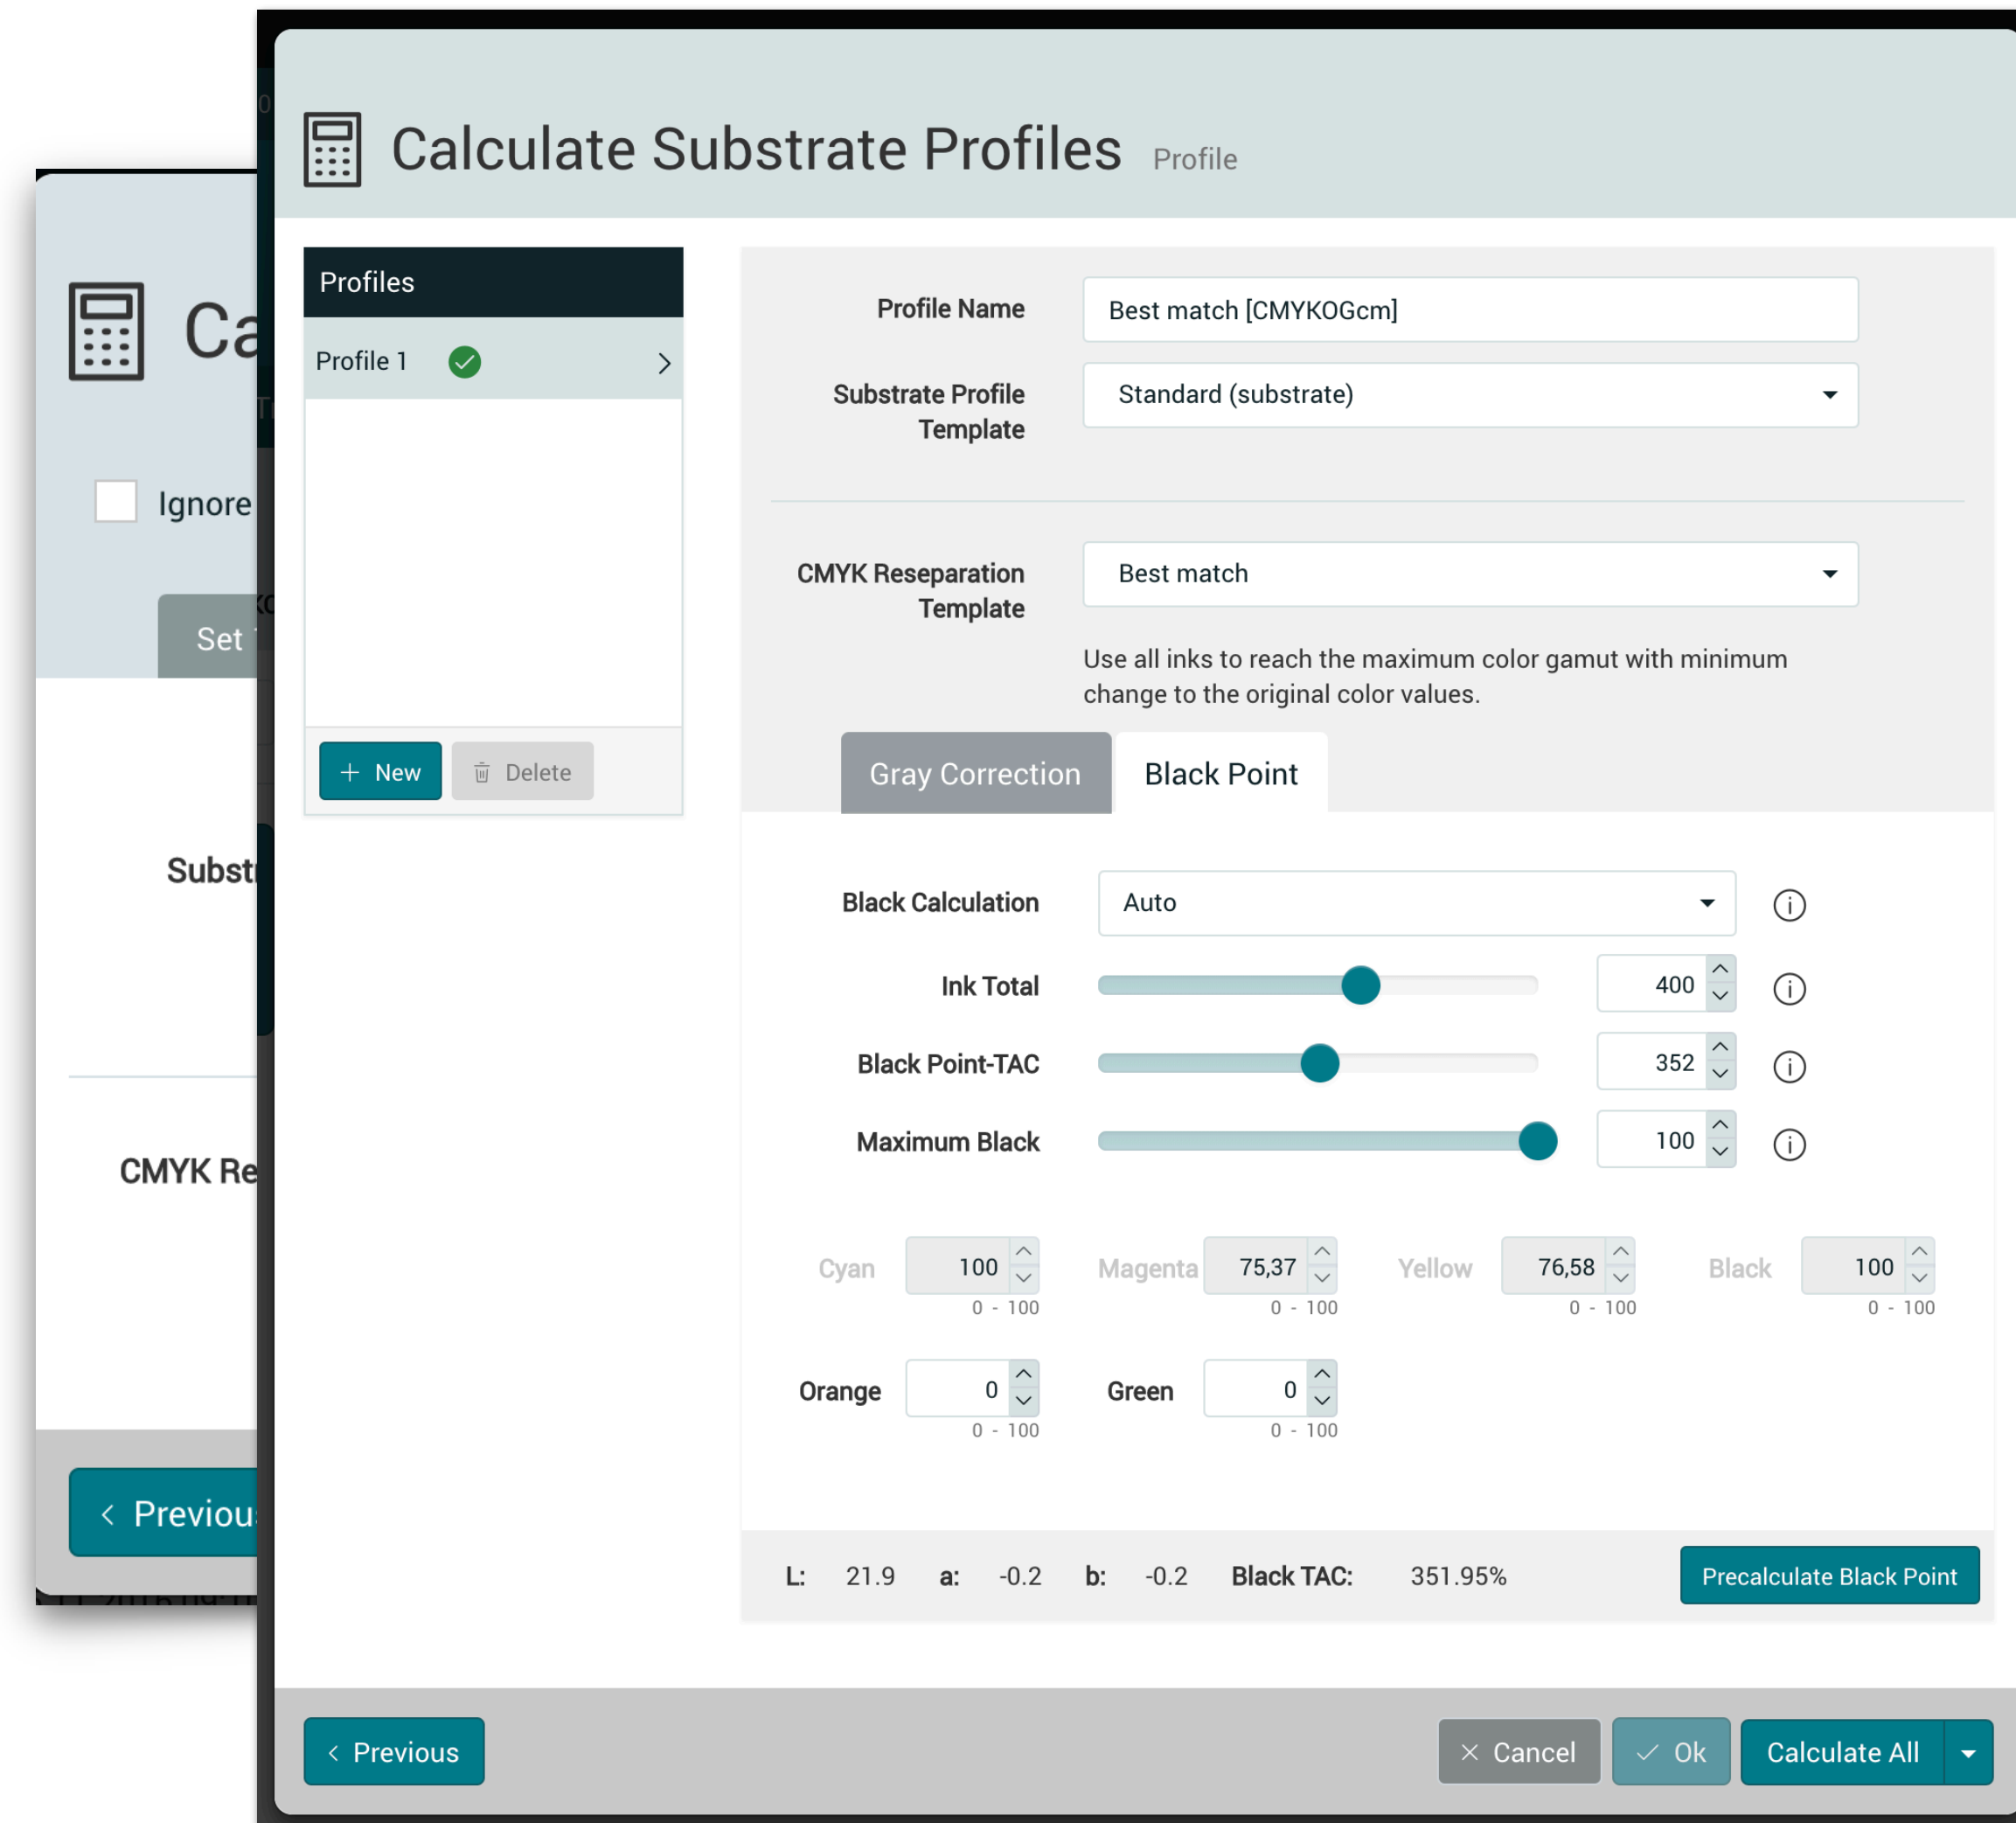 Calculate Substrate Profiles Profile
Profiles
Profile 1
+ New
Delete
Profile Name
Best match [CMYKOGcm]
Substrate Profile
Template
Standard (substrate)
CMYK Reseparation
Template
Best match
Use all inks to reach the maximum color gamut with minimum
change to the original color values.
Gray Correction
Black Point
Black Calculation
Auto
Ink Total
400
Black Point-TAC
352
Maximum Black
100
Cyan 100 Magenta 75,37 Yellow 76,58 Black 100
0 - 100 0 - 100 0 - 100 0 - 100
Orange 0 Green 0
0 - 100 0 - 100
L: 21.9 a: -0.2 b: -0.2 Black TAC: 351.95%
Precalculate Black Point
Previous
Cancel
Ok
Calculate All
Ca
Ignore
Set
Substr
CMYK Re
Previous